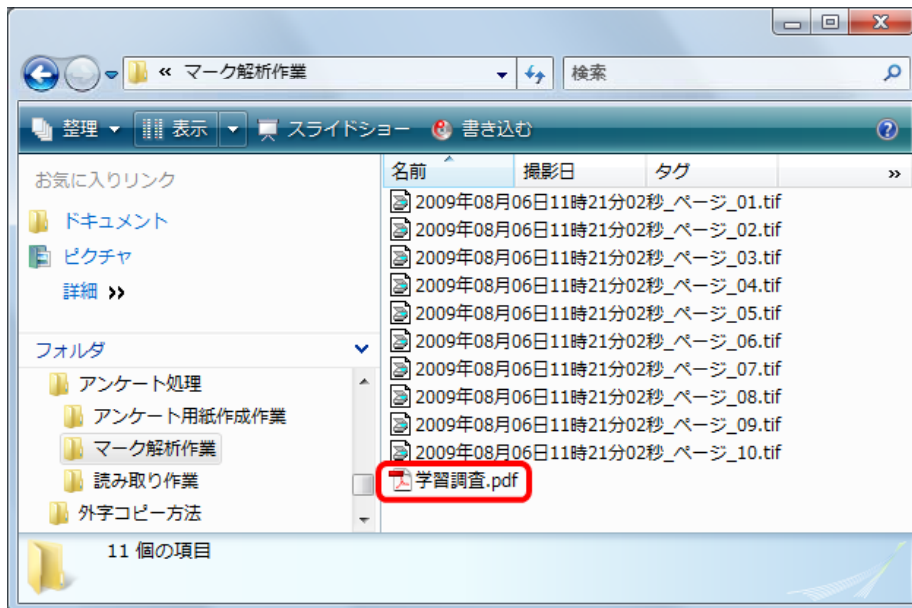 « マーク解析作業
検索
整理 表示 スライドショー 書き込む
お気に入りリンク
ドキュメント
ピクチャ
詳細 »
フォルダ
アンケート処理
アンケート用紙作成作業
マーク解析作業
読み取り作業
外字コピー方法
名前 撮影日 タグ »
2009年08月06日11時21分02秒_ページ_01.tif
2009年08月06日11時21分02秒_ページ_02.tif
2009年08月06日11時21分02秒_ページ_03.tif
2009年08月06日11時21分02秒_ページ_04.tif
2009年08月06日11時21分02秒_ページ_05.tif
2009年08月06日11時21分02秒_ページ_06.tif
2009年08月06日11時21分02秒_ページ_07.tif
2009年08月06日11時21分02秒_ページ_08.tif
2009年08月06日11時21分02秒_ページ_09.tif
2009年08月06日11時21分02秒_ページ_10.tif
学習調査.pdf
11 個の項目